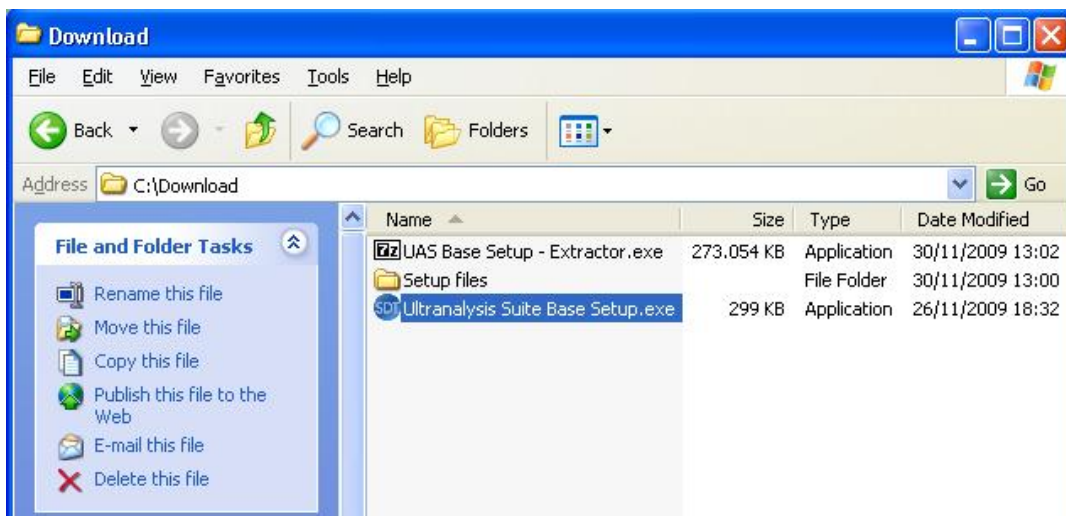 Download
File Edit View Favorites Tools Help
Back Search Folders
Address C:\Download Go
File and Folder Tasks
Rename this file
Move this file
Copy this file
Publish this file to the
Web
E-mail this file
Delete this file
Name Size Type Date Modified
7z UAS Base Setup - Extractor.exe 273.054 KB Application 30/11/2009 13:02
Setup files File Folder 30/11/2009 13:00
SDT Ultranalysis Suite Base Setup.exe 299 KB Application 26/11/2009 18:32